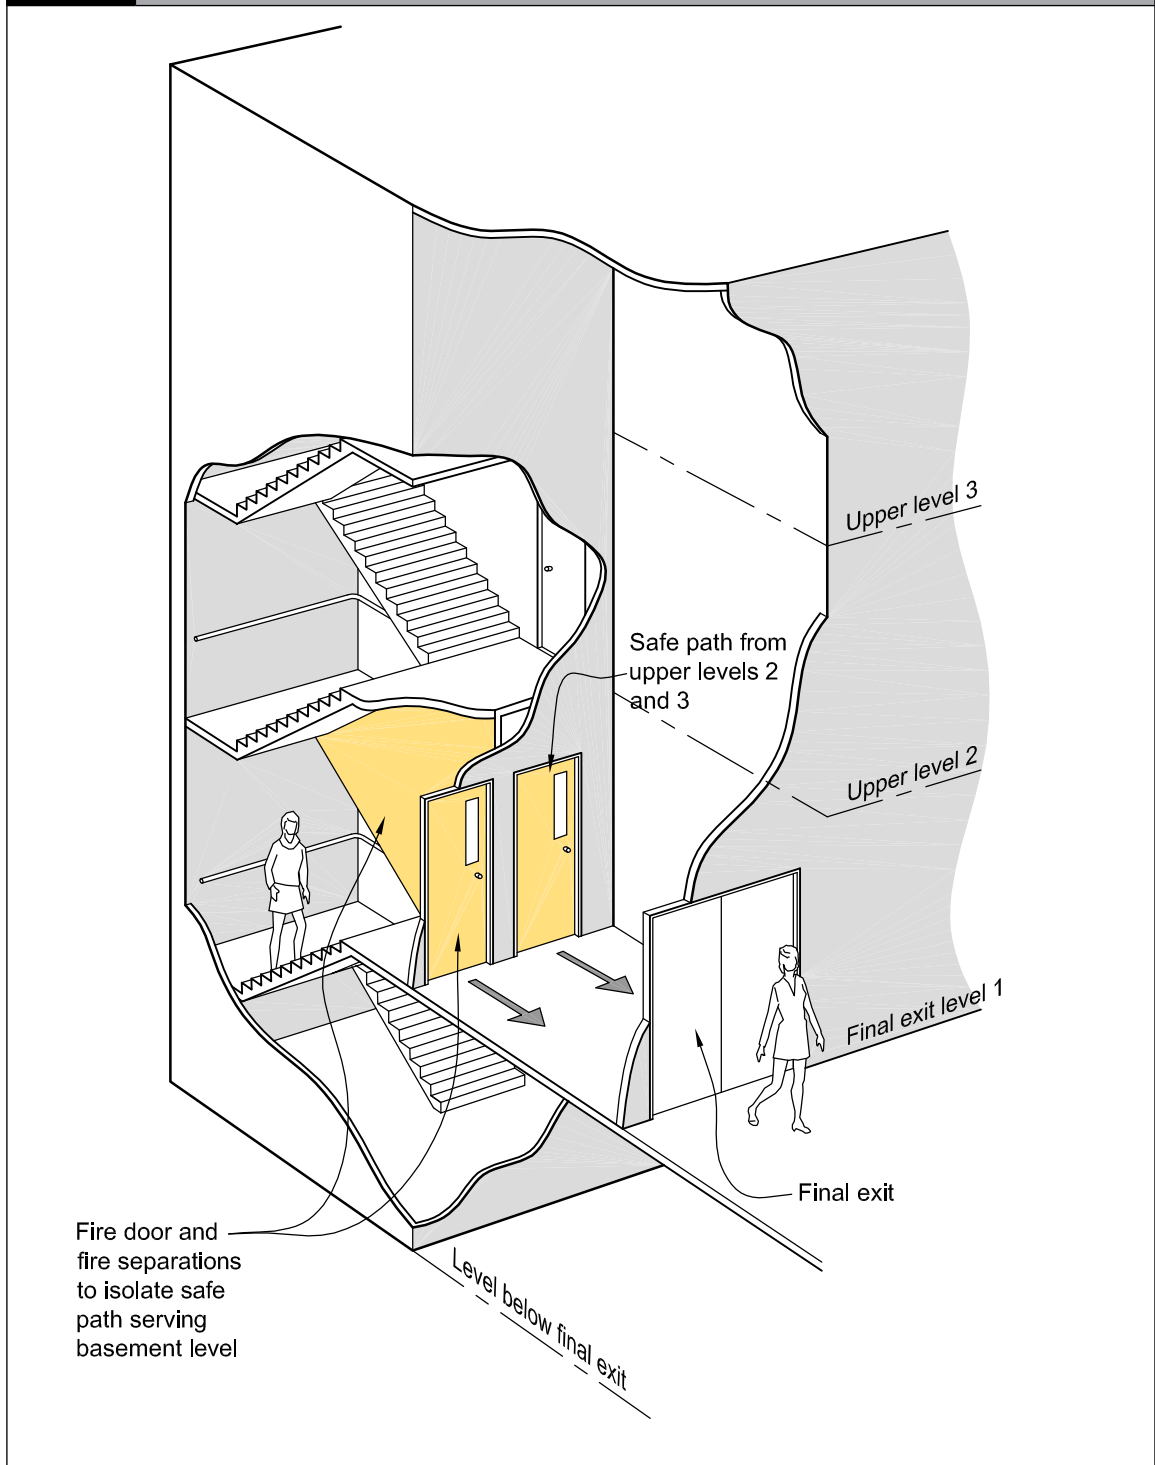 Upper level 3
Safe path from
upper levels 2
and 3
Upper level 2
Final exit level 1
Final exit
Fire door and
fire separations
to isolate safe
path serving
basement level
Level below final exit